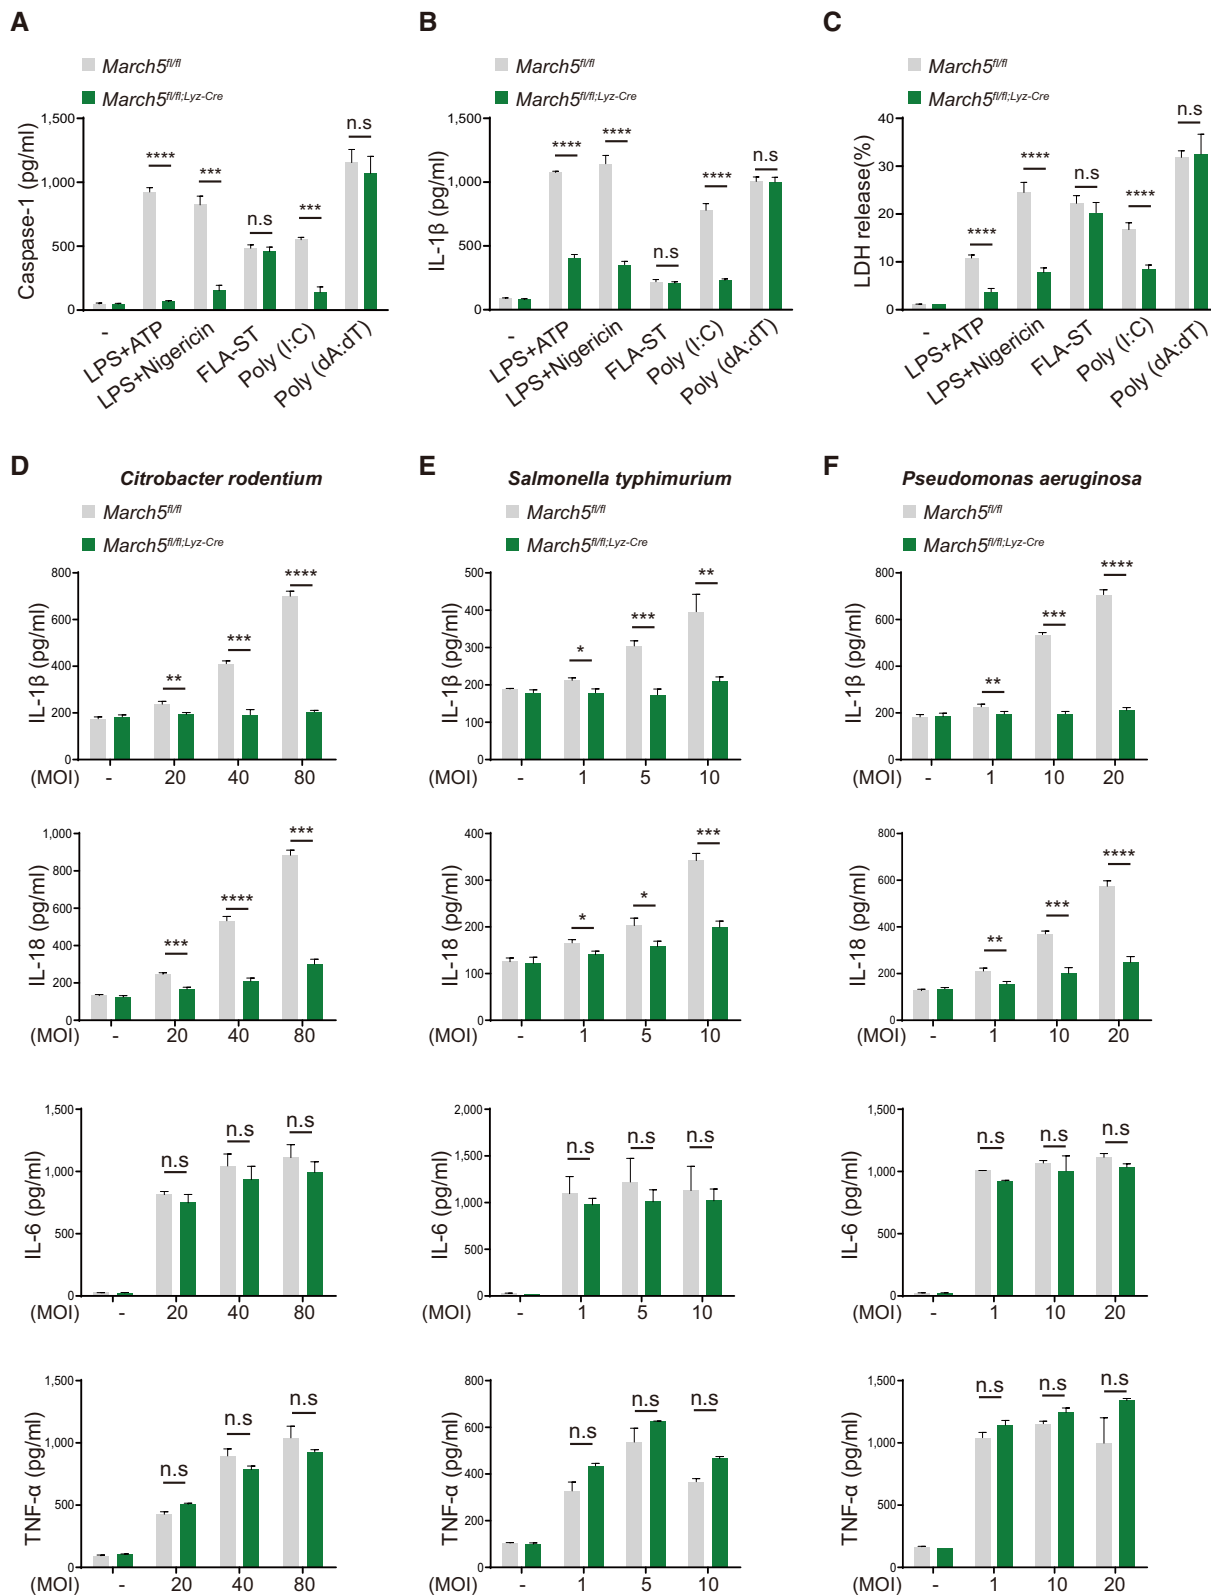 A
March5fl/fl
March5fl/fl;Lyz-Cre
Caspase-1 (pg/ml)
1,500
1,000
500
0
****
***
n.s
***
n.s
-
LPS+ATP
LPS+Nigericin
FLA-ST
Poly (I:C)
Poly (dA:dT)
B
March5fl/fl
March5fl/fl;Lyz-Cre
IL-1β (pg/ml)
1,500
1,000
500
0
****
****
n.s
****
n.s
-
LPS+ATP
LPS+Nigericin
FLA-ST
Poly (I:C)
Poly (dA:dT)
C
March5fl/fl
March5fl/fl;Lyz-Cre
LDH release(%)
40
30
20
10
0
****
****
n.s
****
n.s
-
LPS+ATP
LPS+Nigericin
FLA-ST
Poly (I:C)
Poly (dA:dT)
D
Citrobacter rodentium
March5fl/fl
March5fl/fl;Lyz-Cre
IL-1β (pg/ml)
800
600
400
200
0
**
***
****
(MOI) - 20 40 80
IL-18 (pg/ml)
1,000
800
600
400
200
0
***
****
***
(MOI) - 20 40 80
IL-6 (pg/ml)
1,500
1,000
500
0
n.s
n.s
n.s
(MOI) - 20 40 80
TNF-α (pg/ml)
1,500
1,000
500
0
n.s
n.s
n.s
(MOI) - 20 40 80
E
Salmonella typhimurium
March5fl/fl
March5fl/fl;Lyz-Cre
IL-1β (pg/ml)
500
400
300
200
100
0
*
***
**
(MOI) - 1 5 10
IL-18 (pg/ml)
400
300
200
100
0
*
*
***
(MOI) - 1 5 10
IL-6 (pg/ml)
2,000
1,500
1,000
500
0
n.s
n.s
n.s
(MOI) - 1 5 10
TNF-α (pg/ml)
800
600
400
200
0
n.s
n.s
n.s
(MOI) - 1 5 10
F
Pseudomonas aeruginosa
March5fl/fl
March5fl/fl;Lyz-Cre
IL-1β (pg/ml)
800
600
400
200
0
**
***
****
(MOI) - 1 10 20
IL-18 (pg/ml)
800
600
400
200
0
**
***
****
(MOI) - 1 10 20
IL-6 (pg/ml)
1,500
1,000
500
0
n.s
n.s
n.s
(MOI) - 1 10 20
TNF-α (pg/ml)
1,500
1,000
500
0
n.s
n.s
n.s
(MOI) - 1 10 20